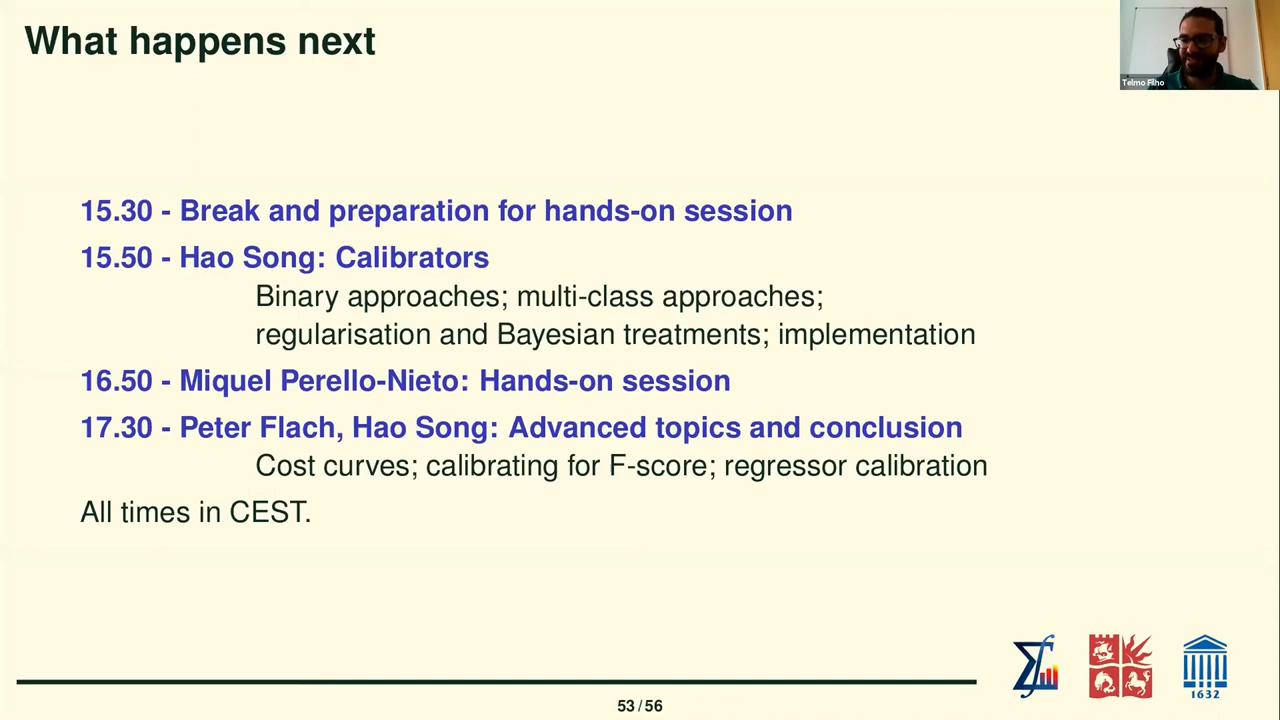 What happens next
Telmo Filho
15.30 - Break and preparation for hands-on session
15.50 - Hao Song: Calibrators
Binary approaches; multi-class approaches;
regularisation and Bayesian treatments; implementation
16.50 - Miquel Perello-Nieto: Hands-on session
17.30 - Peter Flach, Hao Song: Advanced topics and conclusion
Cost curves; calibrating for F-score; regressor calibration
All times in CEST.
1632
53 / 56